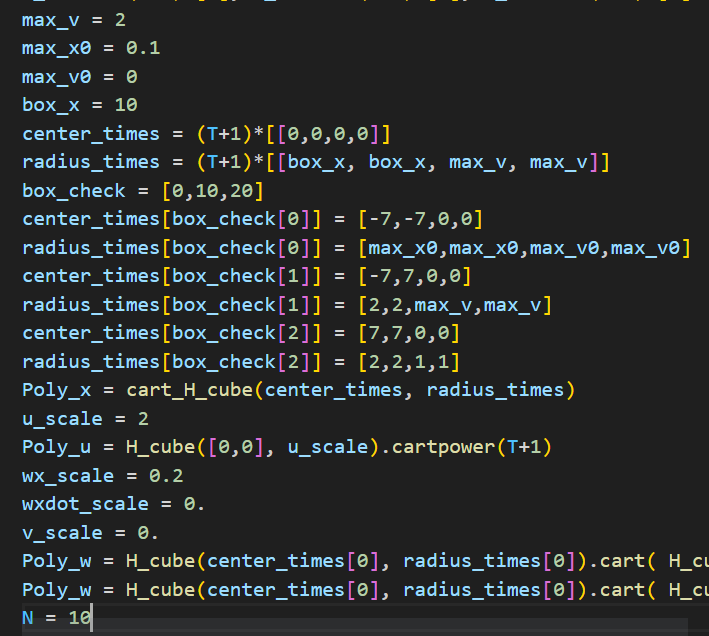 max_v = 2
max_x0 = 0.1
max_v0 = 0
box_x = 10
center_times = (T+1)*[[0,0,0,0]]
radius_times = (T+1)*[[box_x, box_x, max_v, max_v]]
box_check = [0,10,20]
center_times[box_check[0]] = [-7,-7,0,0]
radius_times[box_check[0]] = [max_x0,max_x0,max_v0,max_v0]
center_times[box_check[1]] = [-7,7,0,0]
radius_times[box_check[1]] = [2,2,max_v,max_v]
center_times[box_check[2]] = [7,7,0,0]
radius_times[box_check[2]] = [2,2,1,1]
Poly_x = cart_H_cube(center_times, radius_times)
u_scale = 2
Poly_u = H_cube([0,0], u_scale).cartpower(T+1)
wx_scale = 0.2
wxdot_scale = 0.
v_scale = 0.
Poly_w = H_cube(center_times[0], radius_times[0]).cart( H_cu
Poly_w = H_cube(center_times[0], radius_times[0]).cart( H_cu
N = 10